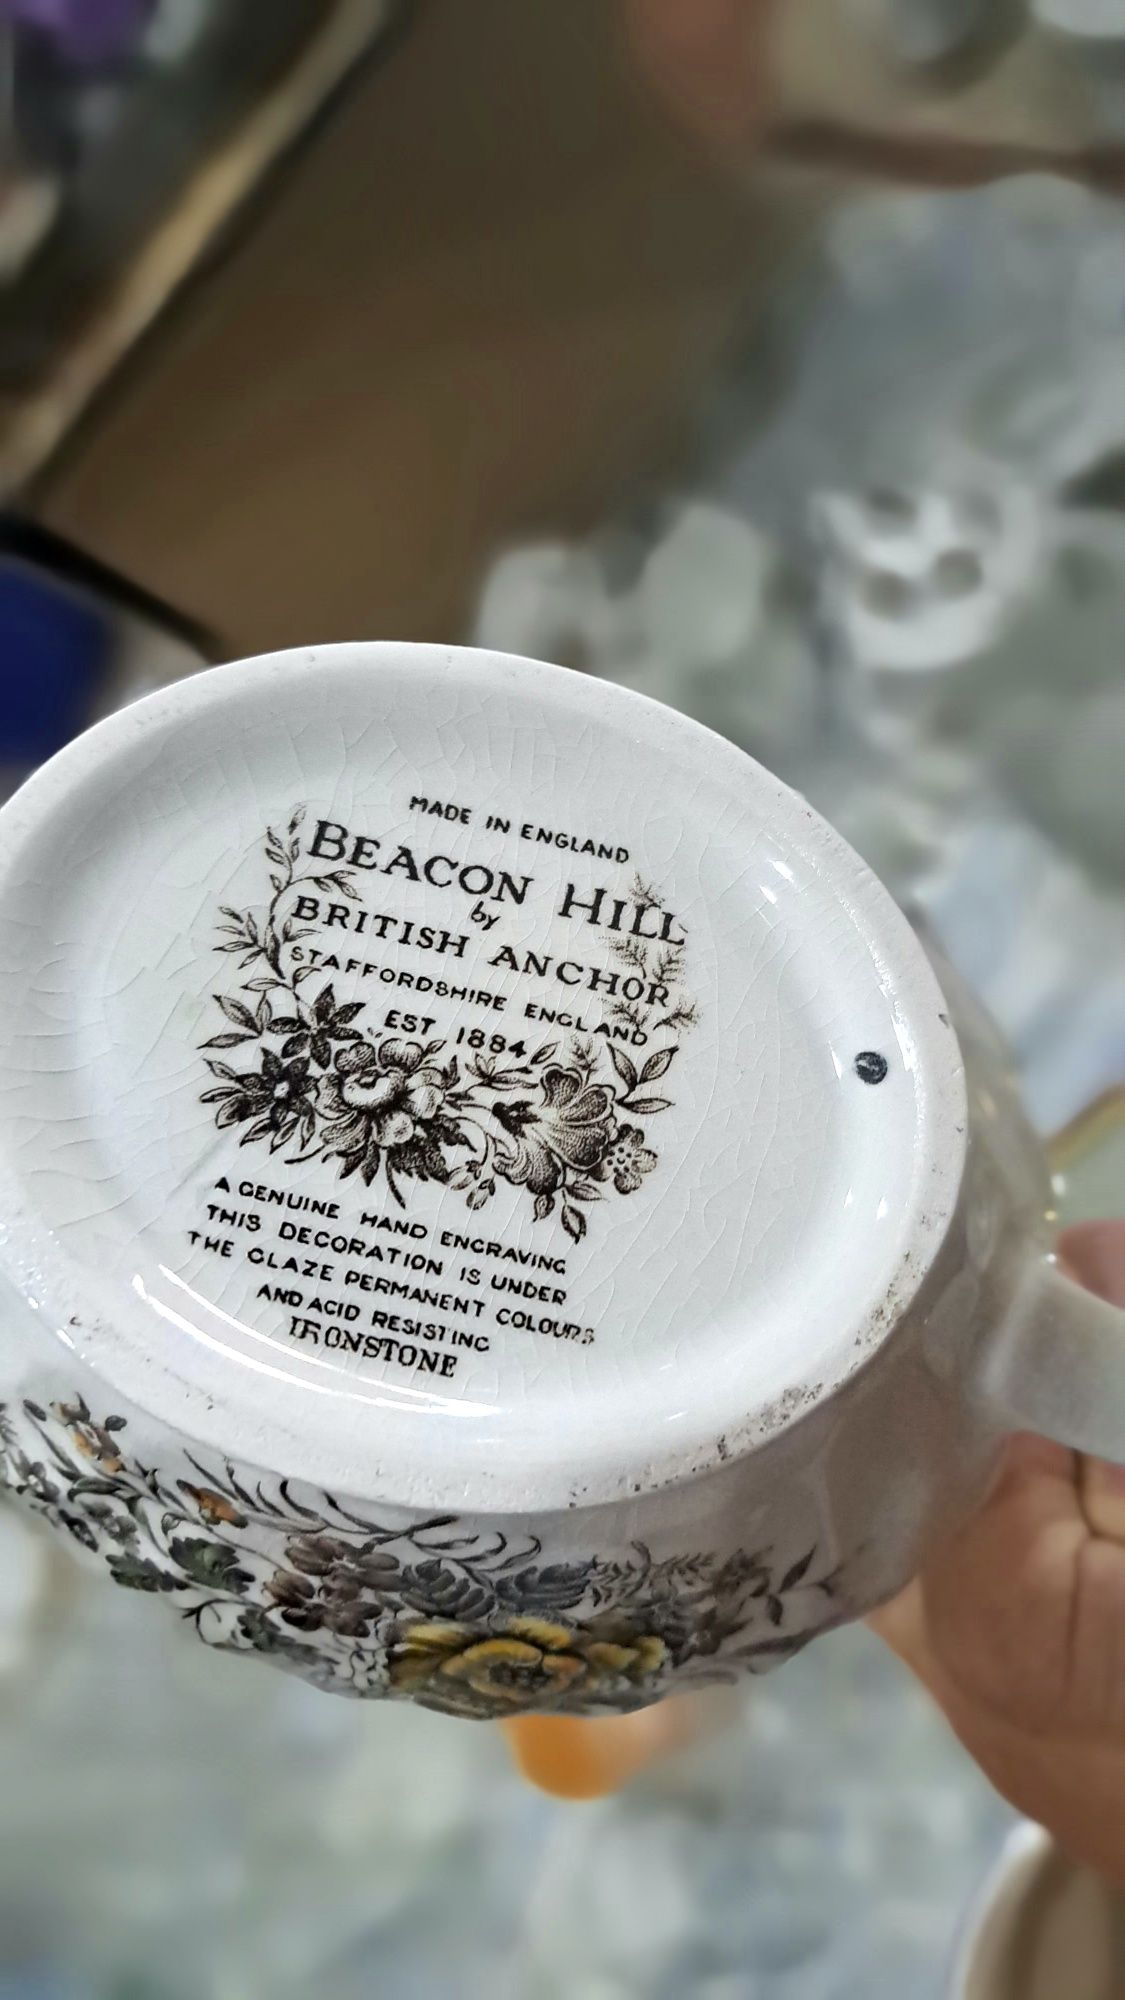 MADE IN ENGLAND
BEACON HILL
by
BRITISH ANCHOR
STAFFORDSHIRE ENGLAND
EST 1884
A GENUINE HAND ENGRAVING
THIS DECORATION IS UNDER
THE GLAZE PERMANENT COLOURS
AND ACID RESISTING
IRONSTONE